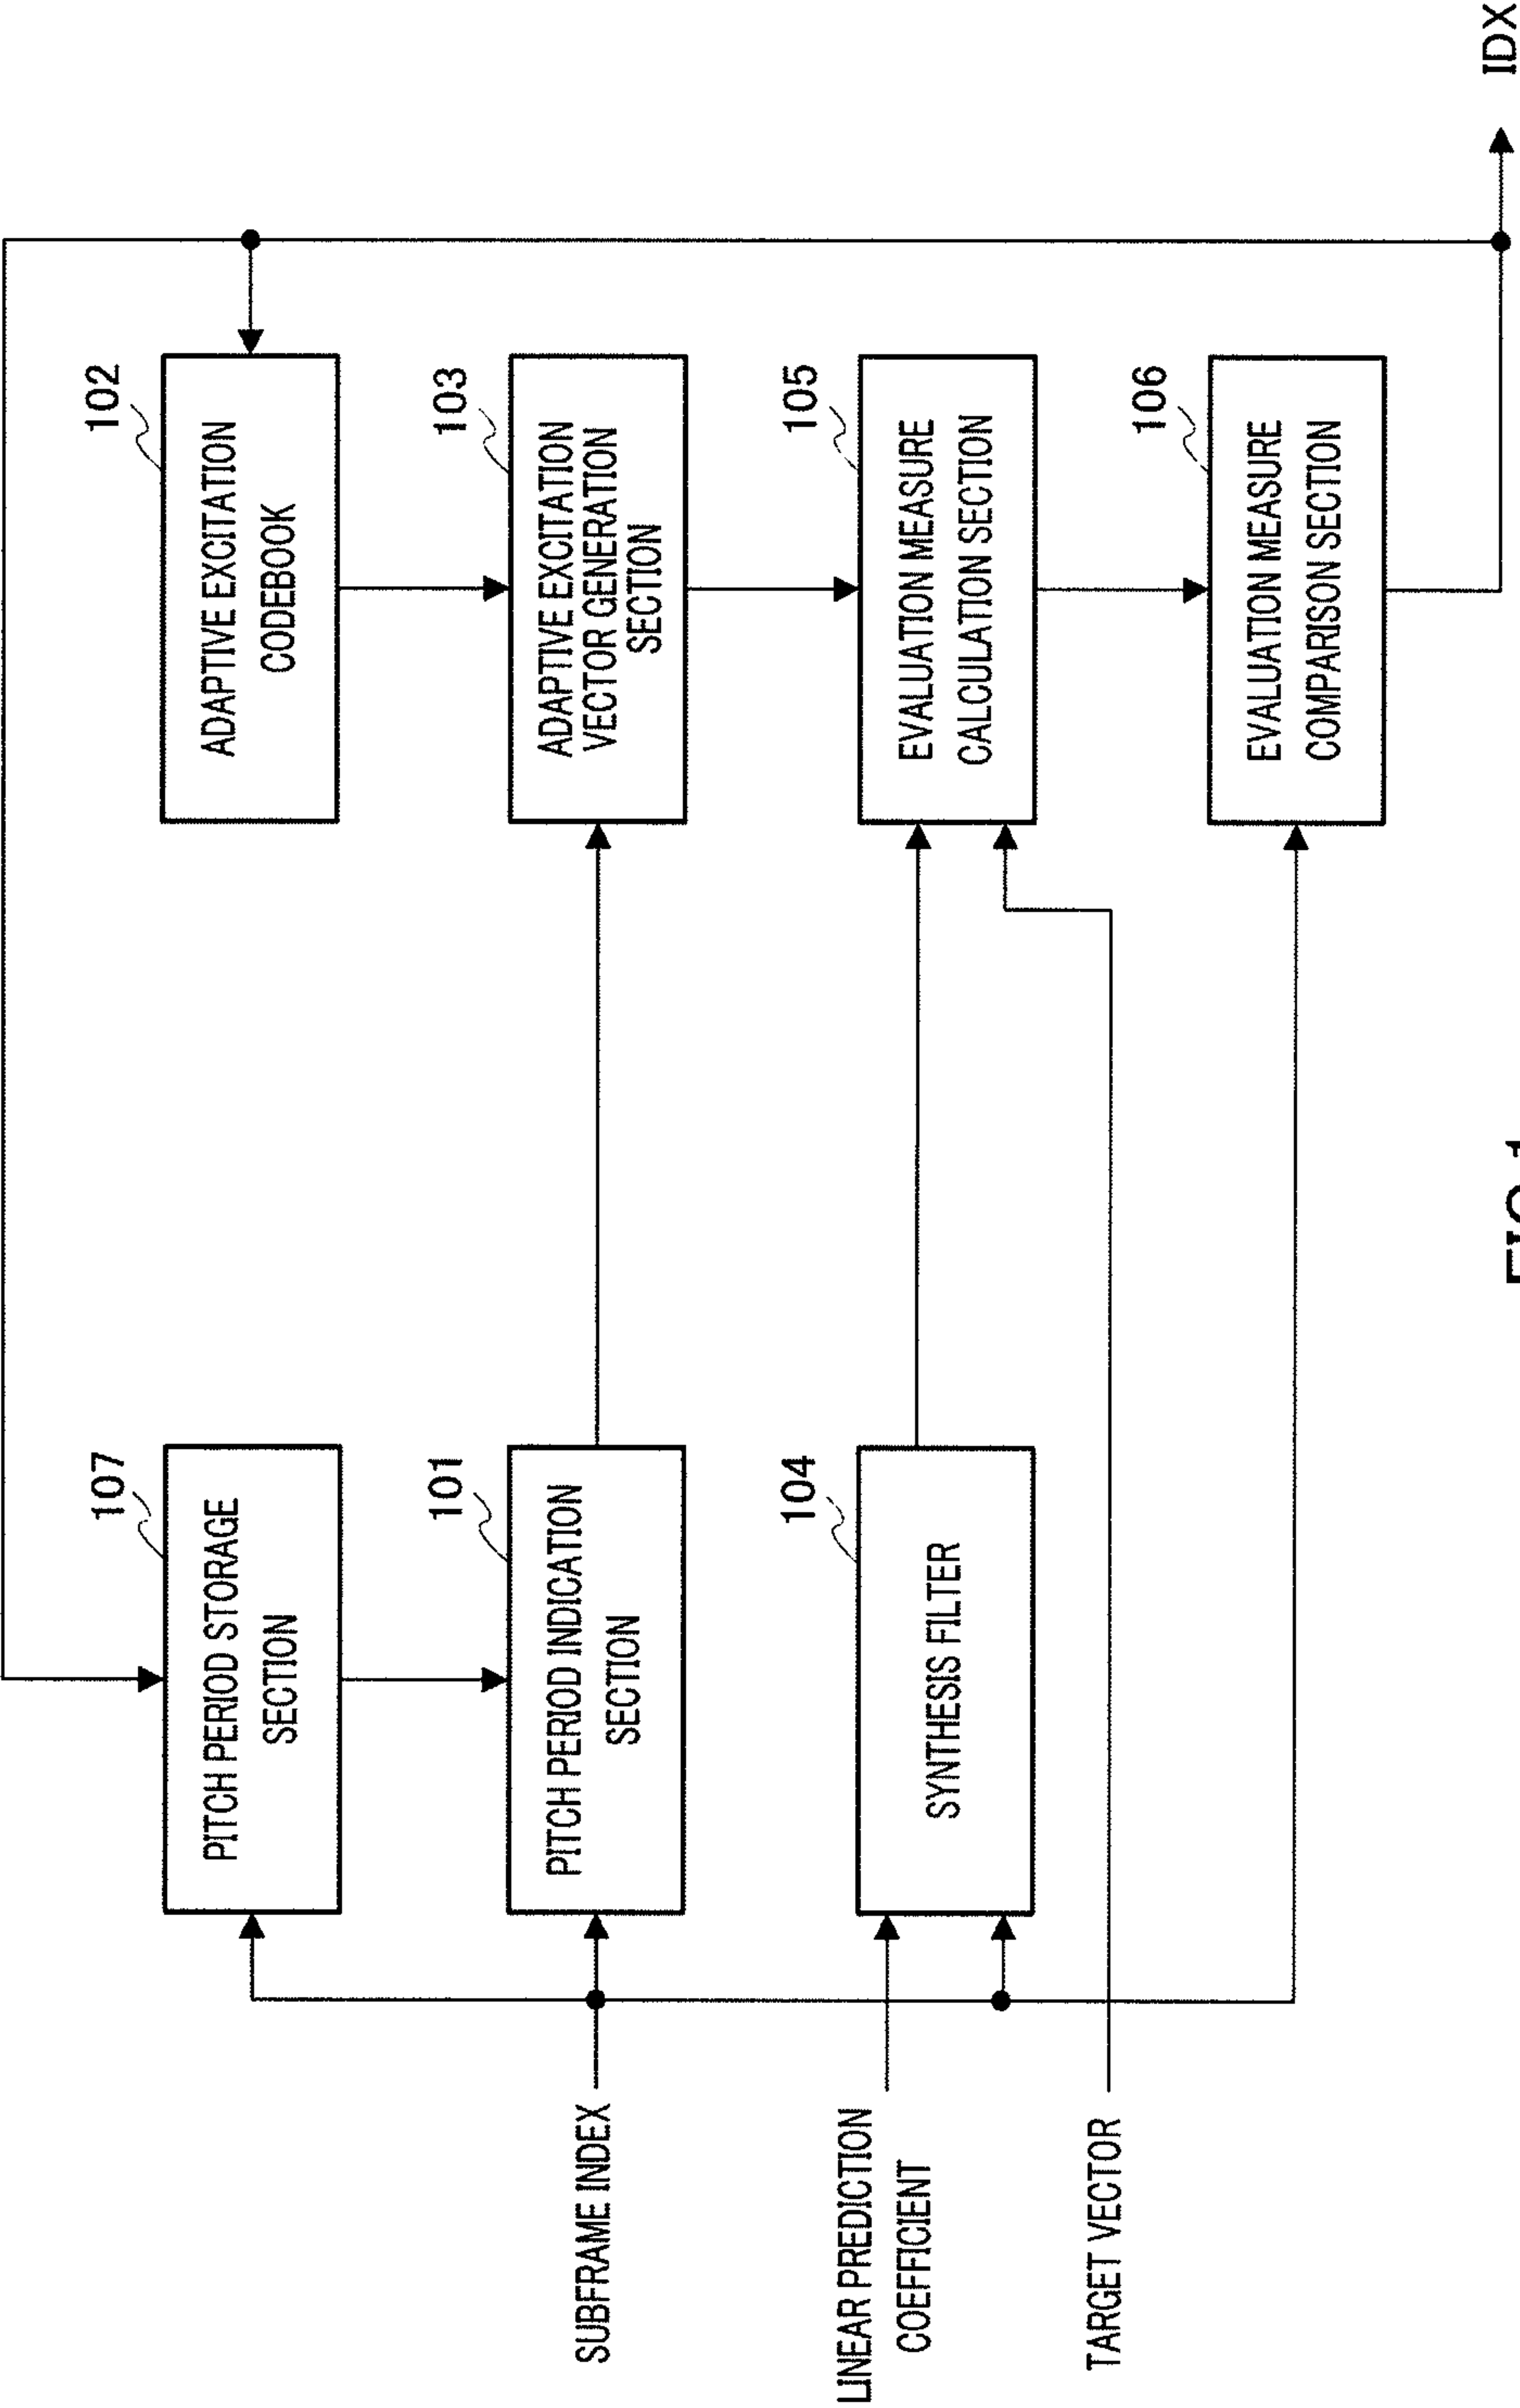 107
PITCH PERIOD STORAGE
SECTION
102
ADAPTIVE EXCITATION
CODEBOOK
SUBFRAME INDEX
101
PITCH PERIOD INDICATION
SECTION
103
ADAPTIVE EXCITATION
VECTOR GENERATION
SECTION
LINEAR PREDICTION
COEFFICIENT
104
SYNTHESIS FILTER
105
EVALUATION MEASURE
CALCULATION SECTION
TARGET VECTOR
106
EVALUATION MEASURE
COMPARISON SECTION
IDX
FIG.1